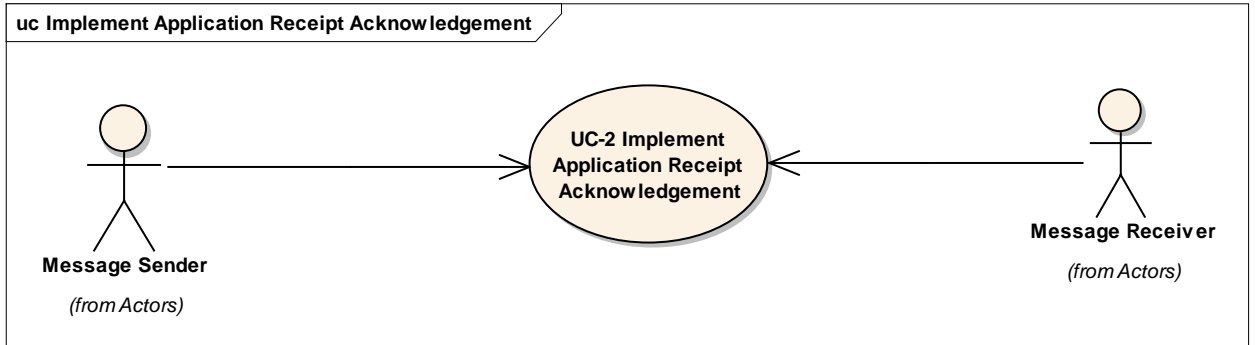 uc Implement Application Receipt Acknowledgement
UC-2 Implement
Application Receipt
Acknowledgement
Message Sender
(from Actors)
Message Receiver
(from Actors)